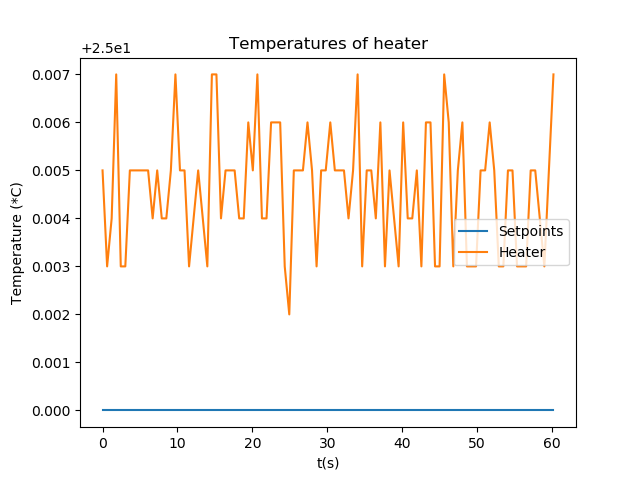 Temperatures of heater
+2.5e1
0.007
0.006
0.005
0.004
0.003
0.002
0.001
0.000
Temperature (*C)
Setpoints
Heater
0 10 20 30 40 50 60
t(s)